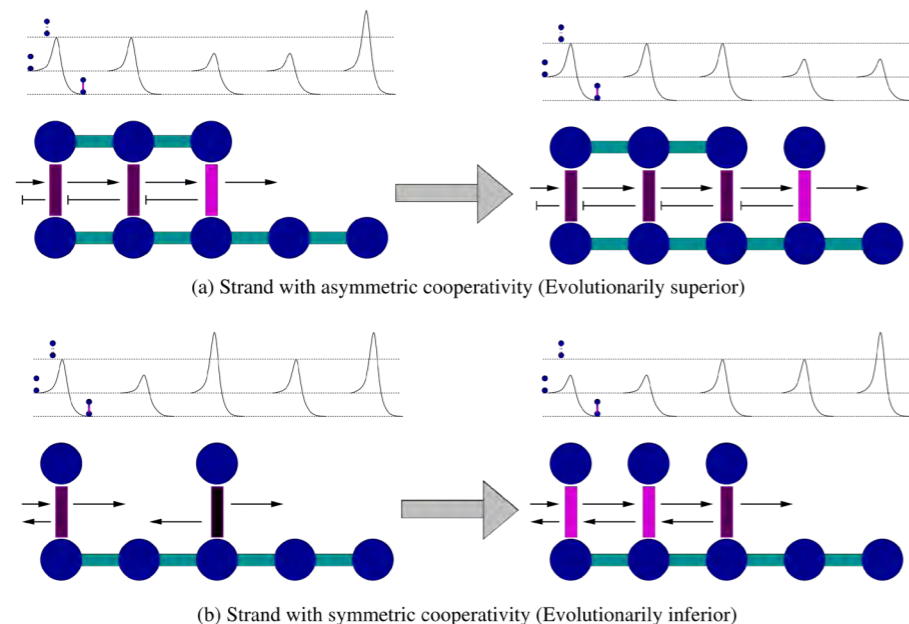 (a) Strand with asymmetric cooperativity (Evolutionarily superior)
(b) Strand with symmetric cooperativity (Evolutionarily inferior)